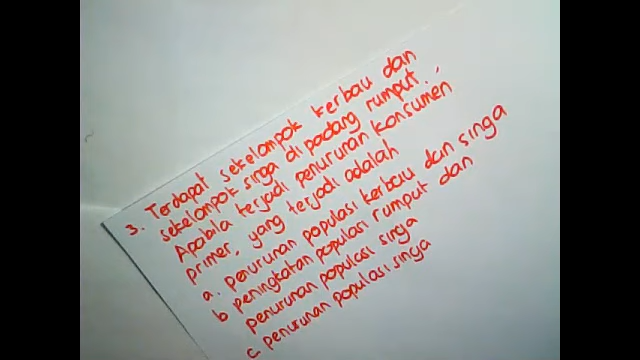 3. Terdapat sekelompok kerbau dan
sekelompok singa di padang rumput.
Apabila terjadi penurunan konsumen
primer, yang terjadi adalah
a. penurunan populasi kerbau dan singa
b peningkatan populasi rumput dan
penurunan populasi singa
c. penurunan populasi singa